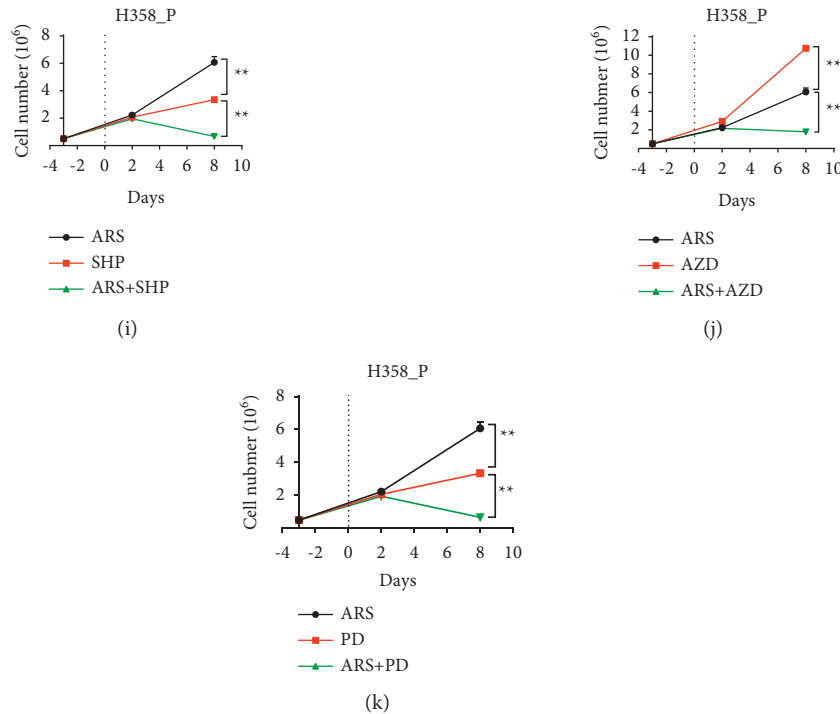 H358_P
Cell number (10⁶)
8
6
4
2
-4 -2 0 2 4 6 8 10
Days
**
**
ARS
SHP
ARS+SHP
(i)
H358_P
Cell nubmer (10⁶)
12
10
8
6
4
2
-4 -2 0 2 4 6 8 10
Days
**
**
ARS
AZD
ARS+AZD
(j)
H358_P
Cell nubmer (10⁶)
8
6
4
2
-4 -2 0 2 4 6 8 10
Days
**
**
ARS
PD
ARS+PD
(k)